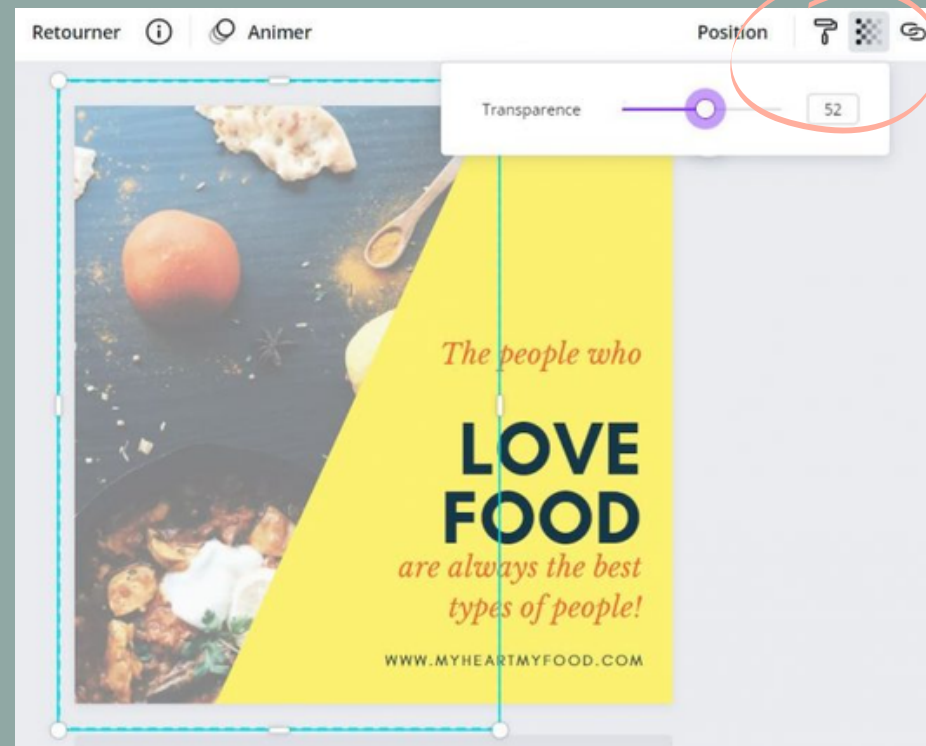 Retourner Animer Position
Transparence 52
The people who
LOVE
FOOD
are always the best
types of people!
WWW.MYHEARTMYFOOD.COM